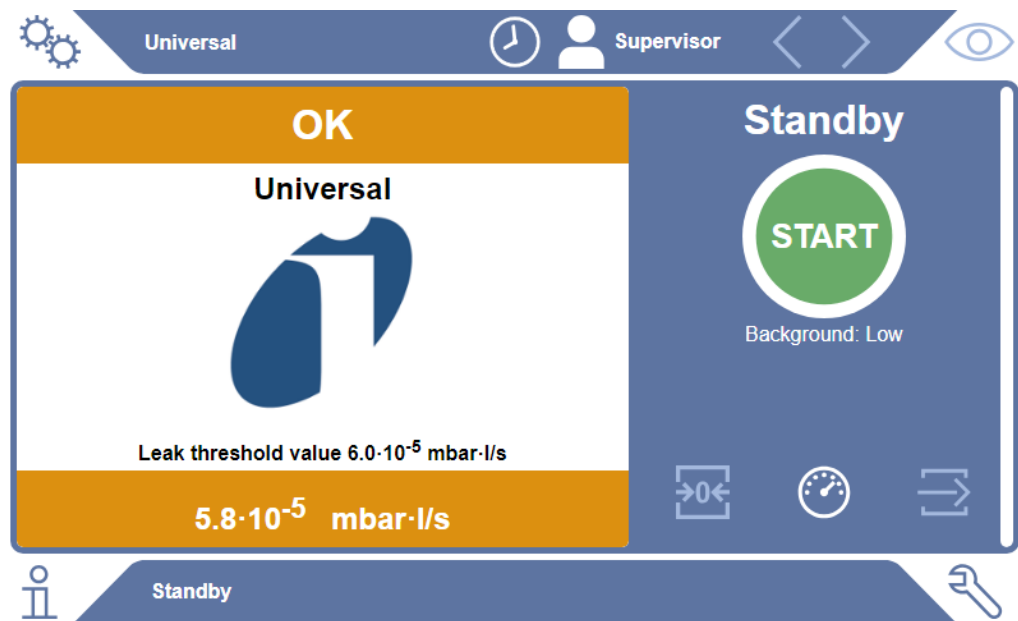 Universal
Supervisor
OK
Universal
Leak threshold value 6.0·10⁻⁵ mbar·l/s
5.8·10⁻⁵ mbar·l/s
Standby
START
Background: Low
→0←
Standby